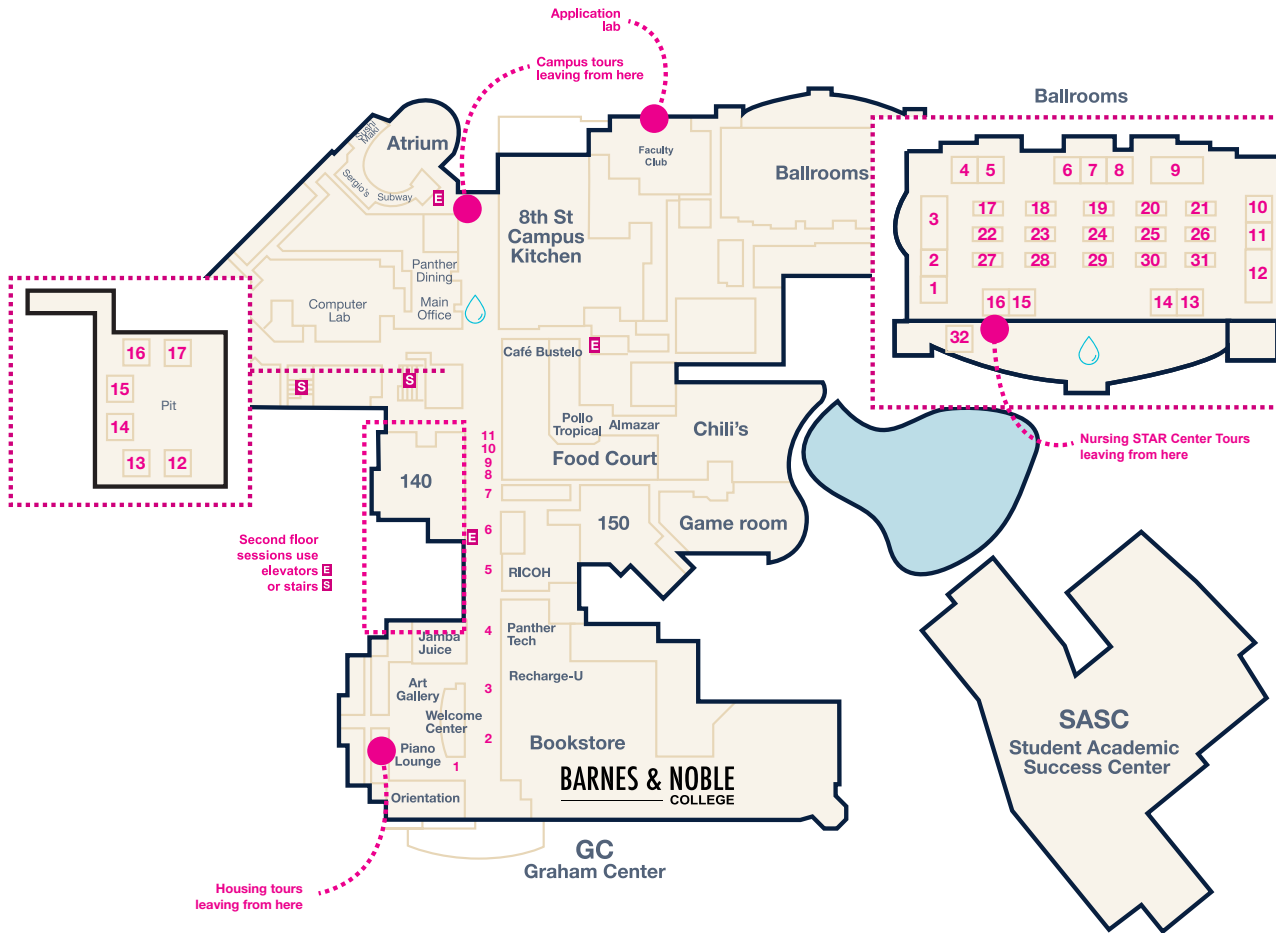 Application
lab
Campus tours
leaving from here
Ballrooms
Sushi
Maki
Atrium
Sergio's
Subway
E
Faculty
Club
Ballrooms
8th St
Campus
Kitchen
Panther
Dining
Main
Office
Computer
Lab
Café Bustelo
E
S
S
4 5 6 7 8 9
3 17 18 19 20 21 10
22 23 24 25 26 11
2 27 28 29 30 31 12
1 16 15 14 13
32
Nursing STAR Center Tours
leaving from here
16 17
15
Pit
14
13 12
Pollo
Tropical
Almazar
Chili's
Food Court
11
10
9
8
7
6
5
4
3
2
1
140
150
Game room
E
Second floor
sessions use
elevators E
or stairs S
RICOH
Panther
Tech
Jamba
Juice
Recharge-U
Art
Gallery
Welcome
Center
Piano
Lounge
Orientation
Bookstore
BARNES & NOBLE
COLLEGE
GC
Graham Center
Housing tours
leaving from here
SASC
Student Academic
Success Center